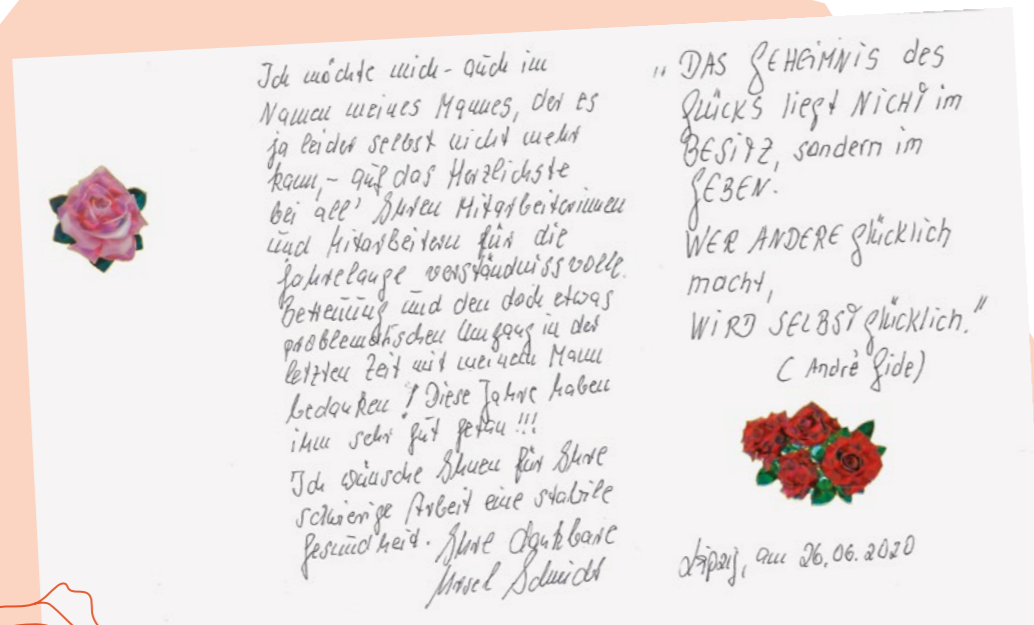 Ich möchte mich - auch im
Namen meines Mannes, der es
ja leider selbst nicht mehr
kann, - auf das Herzlichste
bei all' Ihren Mitarbeiterinnen
und Mitarbeitern für die
jahrelange verständnissvolle
Betreuung und den doch etwas
problematischen Umgang in der
letzten Zeit mit meinem Mann
bedanken! Diese Jahre haben
ihm sehr gut getan!!!
Ich wünsche Ihnen für Ihre
schwierige Arbeit eine stabile
Gesundheit. Ihre dankbare
Ursel Schmidt
„DAS GEHEIMNIS des
Glücks liegt NICHT im
BESITZ, sondern im
GEBEN.
WER ANDERE glücklich
macht,
WIRD SELBST glücklich."
(André Gide)
Leipzig, am 26.06.2020